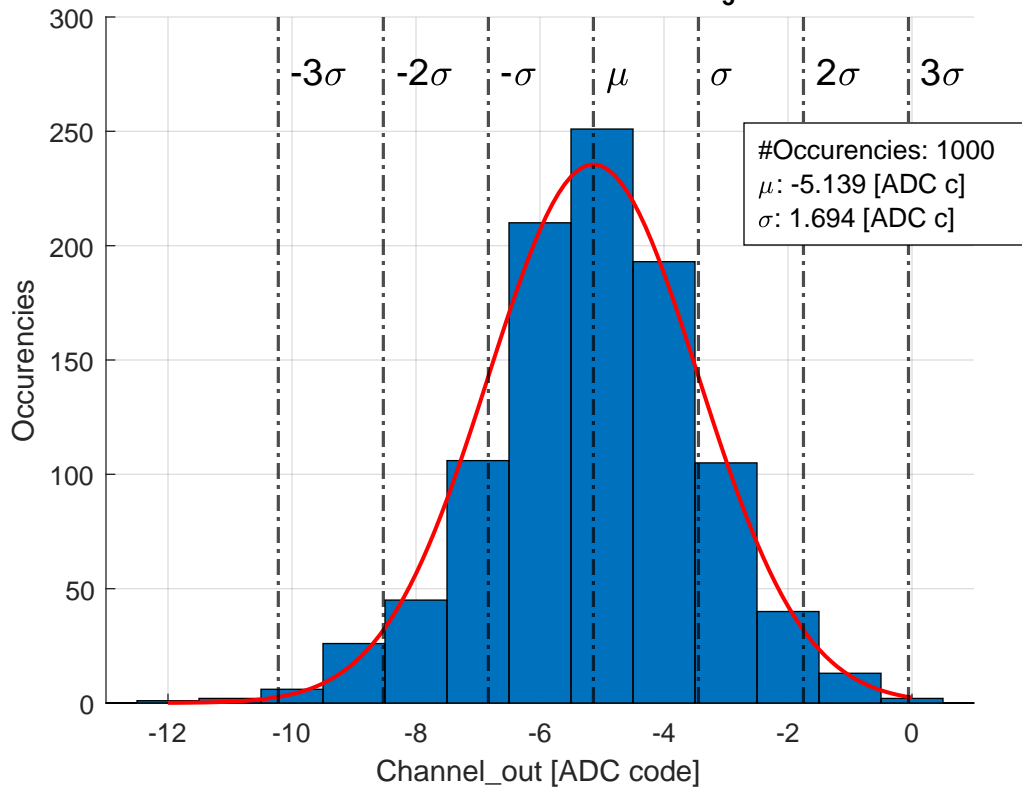 300
250
200
150
100
50
0
Occurencies
-3σ -2σ -σ μ σ 2σ 3σ
#Occurencies: 1000
μ: -5.139 [ADC c]
σ: 1.694 [ADC c]
-12 -10 -8 -6 -4 -2 0
Channel_out [ADC code]